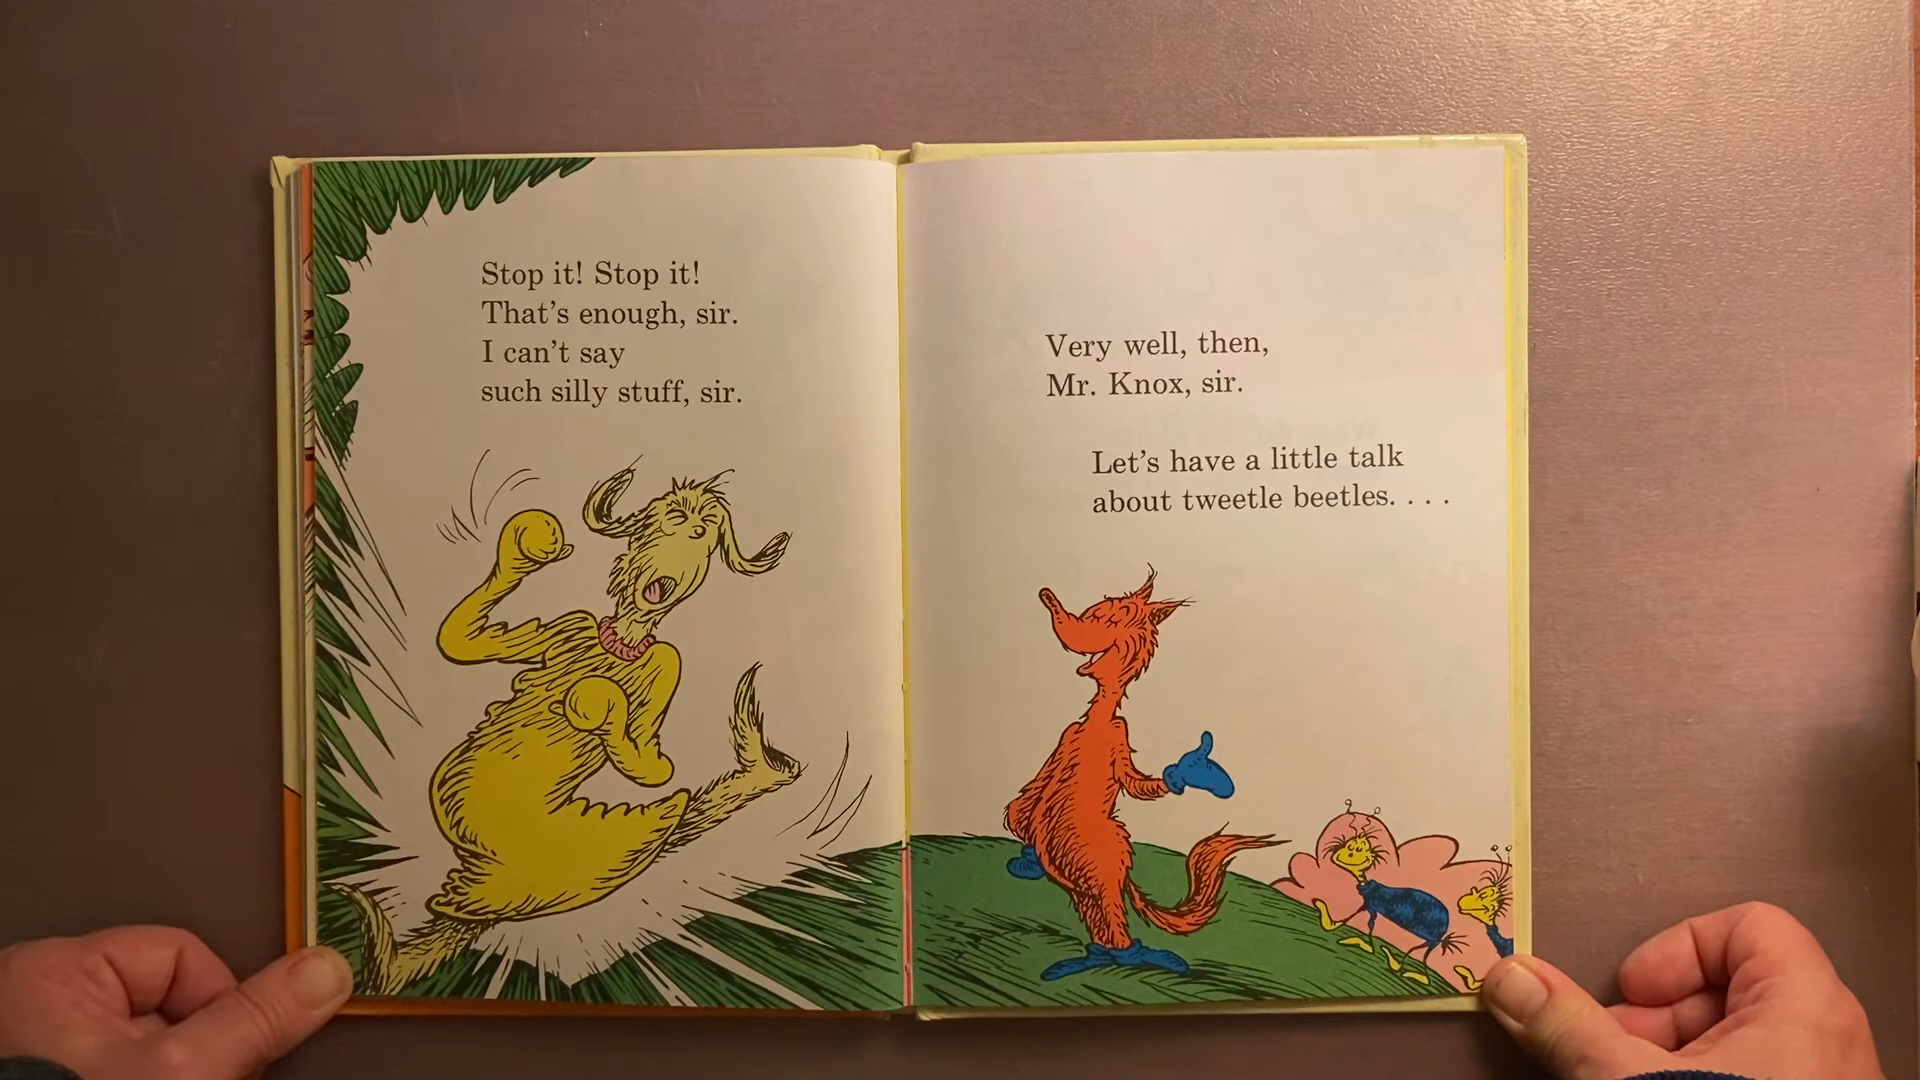 Stop it! Stop it!
That's enough, sir.
I can't say
such silly stuff, sir.
Very well, then,
Mr. Knox, sir.
Let's have a little talk
about tweetle beetles. . . .